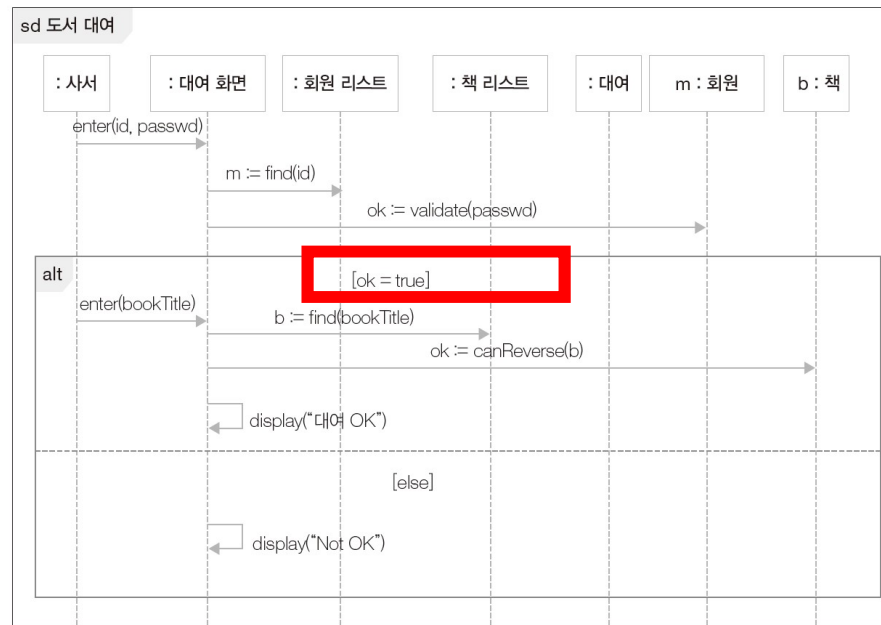 sd 도서 대여
: 사서
: 대여 화면
: 회원 리스트
: 책 리스트
: 대여
m : 회원
b : 책
enter(id, passwd)
m := find(id)
ok := validate(passwd)
alt
[ok = true]
enter(bookTitle)
b := find(bookTitle)
ok := canReverse(b)
display(“대여 OK”)
[else]
display(“Not OK”)